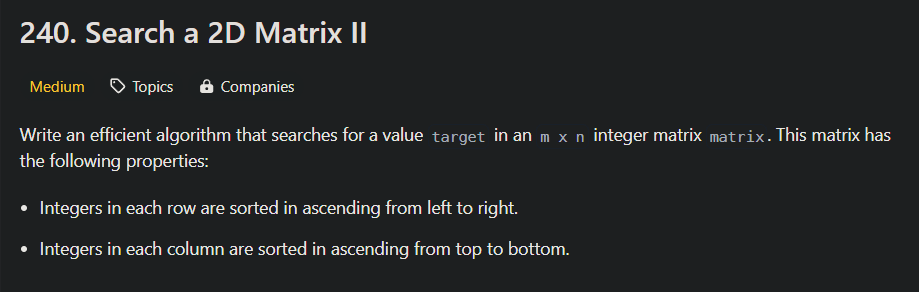 240. Search a 2D Matrix II
Medium Topics Companies
Write an efficient algorithm that searches for a value target in an m x n integer matrix matrix. This matrix has
the following properties:
• Integers in each row are sorted in ascending from left to right.
• Integers in each column are sorted in ascending from top to bottom.